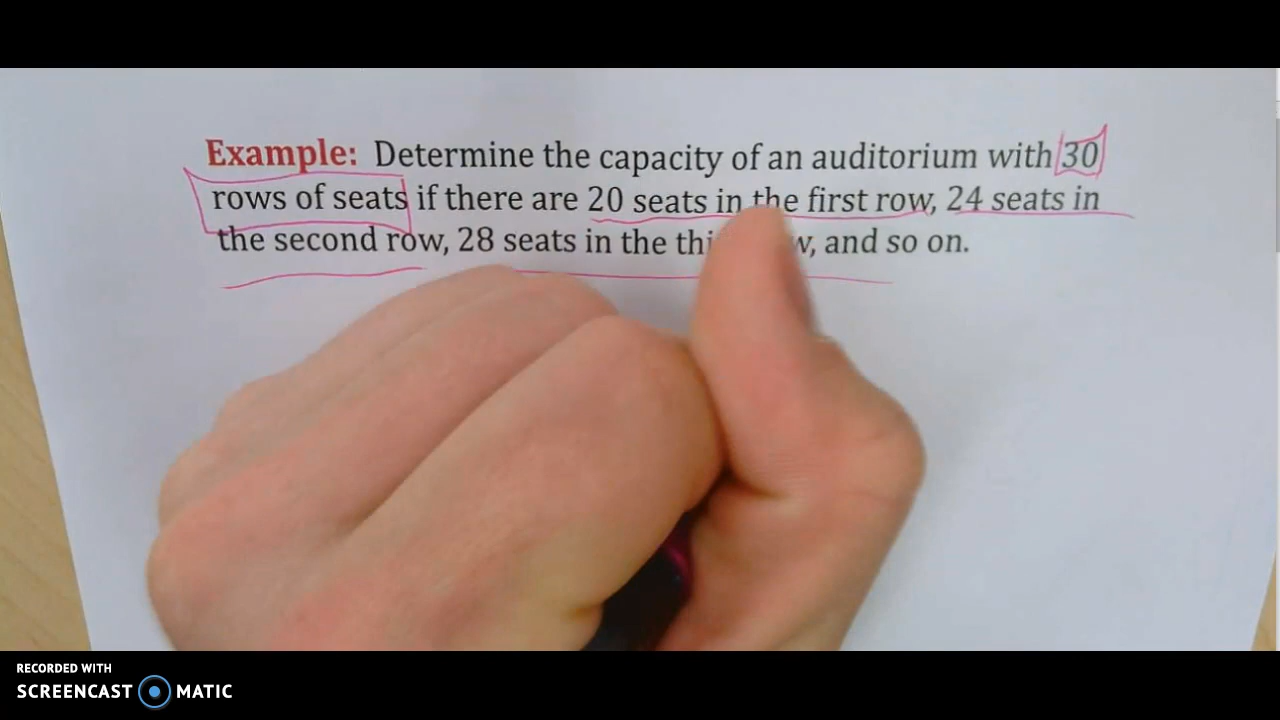 Example: Determine the capacity of an auditorium with 30
rows of seats if there are 20 seats in the first row, 24 seats in
the second row, 28 seats in the and so on.
RECORDED WITH
SCREENCAST MATIC